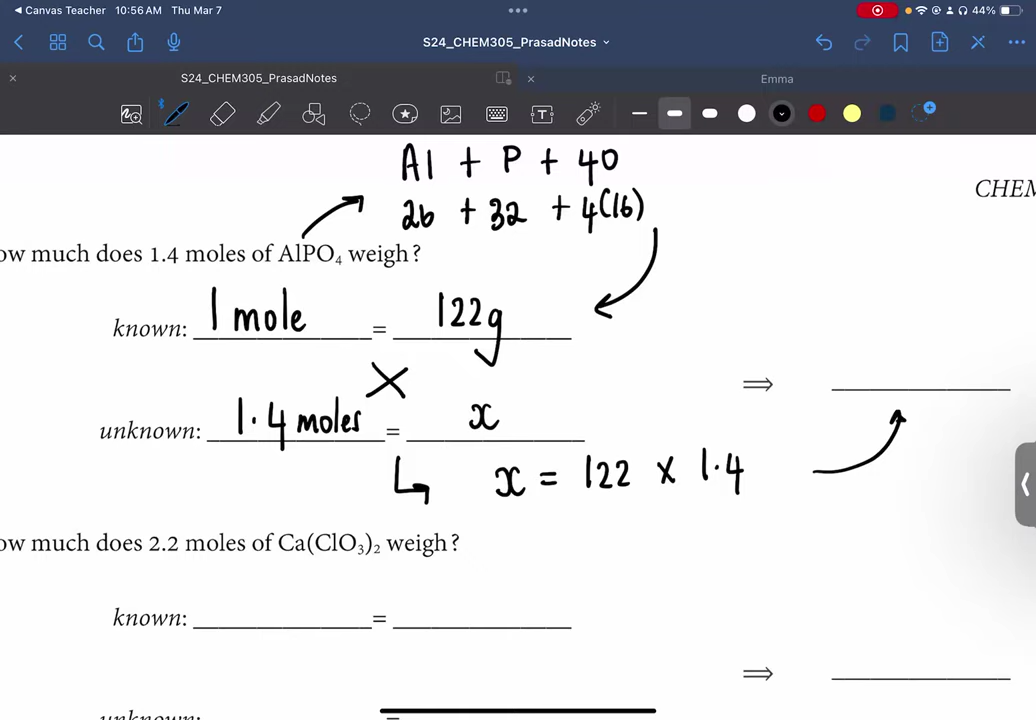 Canvas Teacher 10:56 AM Thu Mar 7 44%
S24_CHEM305_PrasadNotes
S24_CHEM305_PrasadNotes Emma
Al + P + 4O
26 + 32 + 4(16)
CHEM
ow much does 1.4 moles of AlPO₄ weigh?
known: 1 mole = 122g
unknown: 1.4 moles = x
x = 122 x 1.4
ow much does 2.2 moles of Ca(ClO₃)₂ weigh?
known: =
=